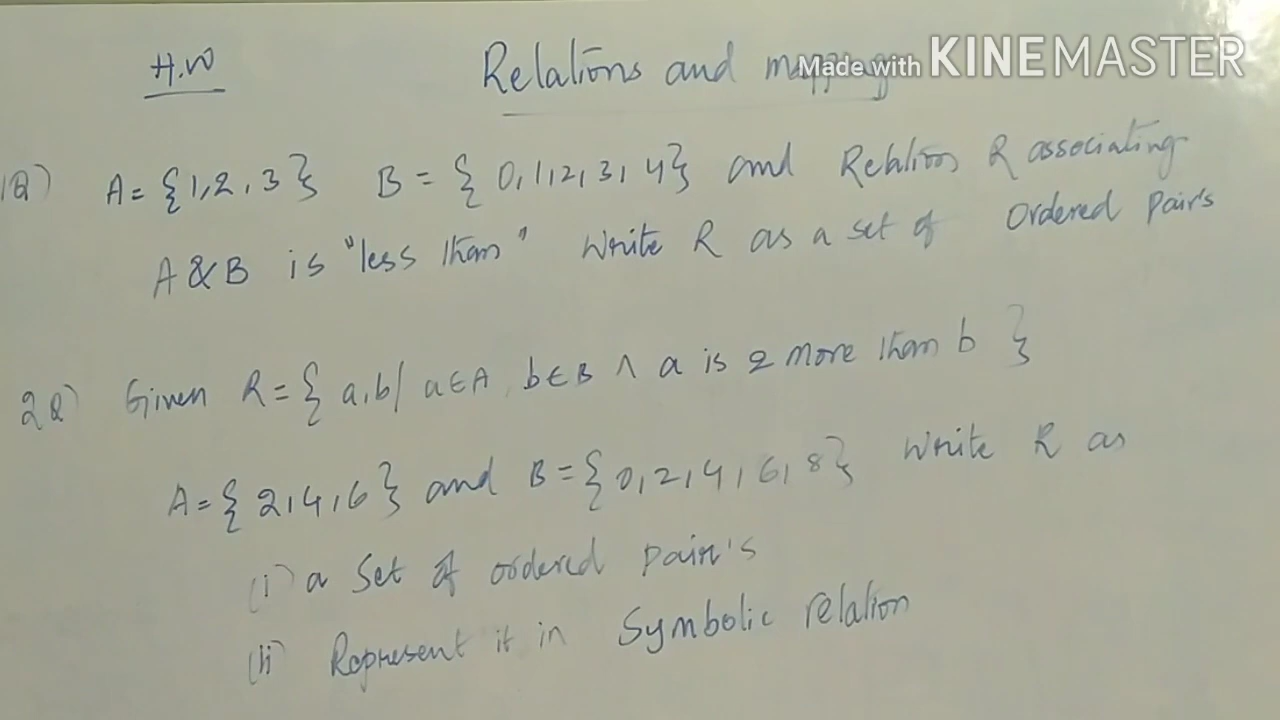 H.W
Relations and mapping
Made with KINEMASTER
1Q) A = {1,2,3} B = { 0,1,2,3,4} and Relation R associating
A & B is "less than" Write R as a set of Ordered Pair's
2Q) Given R = { a,b/ a∈A b∈B ∧ a is 2 more than b }
A = { 2,4,6 } and B = { 0,2,4,6,8} Write R as
(i) a Set of ordered pair's
(ii) Represent it in Symbolic relation